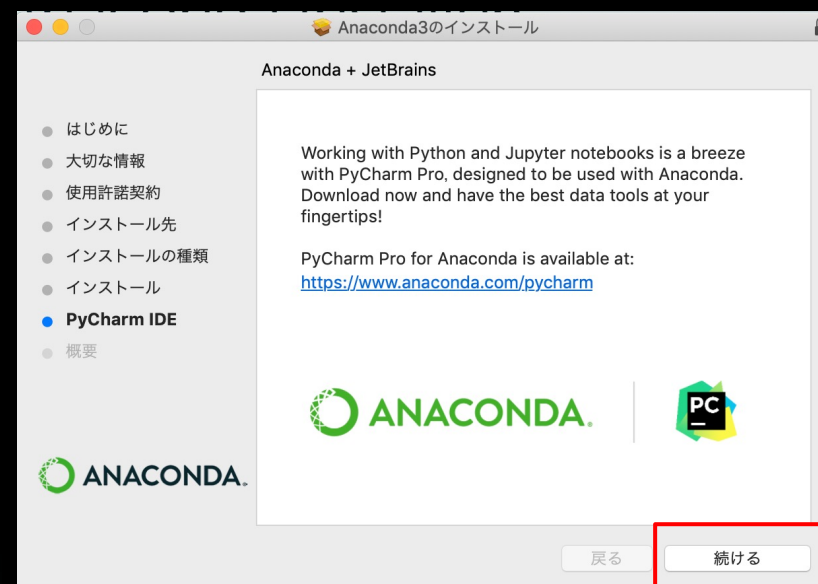 Anaconda3のインストール
Anaconda + JetBrains
はじめに
大切な情報
使用許諾契約
インストール先
インストールの種類
インストール
PyCharm IDE
概要
ANACONDA.
Working with Python and Jupyter notebooks is a breeze
with PyCharm Pro, designed to be used with Anaconda.
Download now and have the best data tools at your
fingertips!
PyCharm Pro for Anaconda is available at:
https://www.anaconda.com/pycharm
ANACONDA.
PC
戻る
続ける